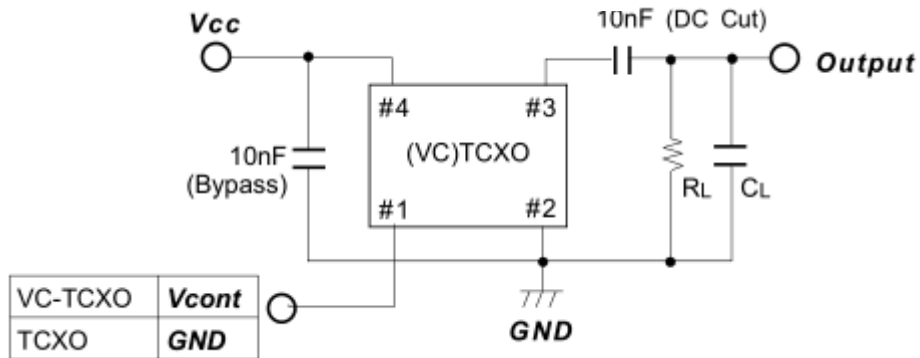 10nF (DC Cut)
Vcc
Output
#4 #3
10nF
(Bypass)
(VC)TCXO
RL CL
#1 #2
VC-TCXO Vcont
TCXO GND
GND